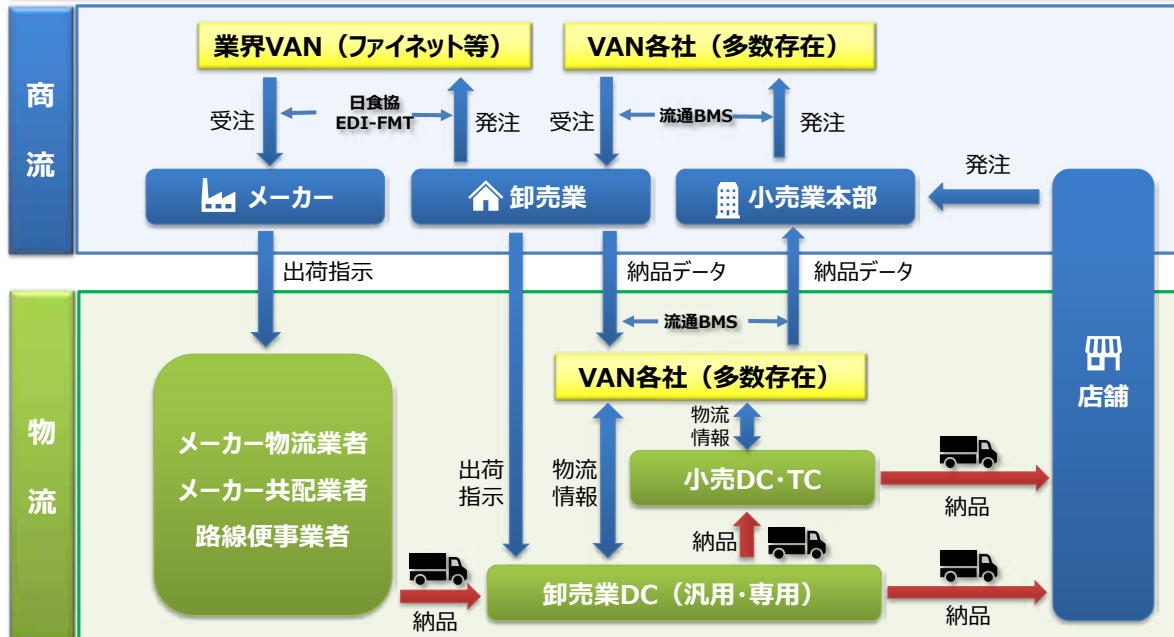 業界VAN（ファイネット等）
VAN各社（多数存在）
商
流
受注
日食協
EDI-FMT
発注
受注
流通BMS
発注
メーカー
卸売業
小売業本部
発注
出荷指示
納品データ
納品データ
流通BMS
VAN各社（多数存在）
店舗
物
流
メーカー物流業者
メーカー共配業者
路線便事業者
出荷
指示
物流
情報
物流
情報
小売DC・TC
納品
納品
卸売業DC（汎用・専用）
納品
納品